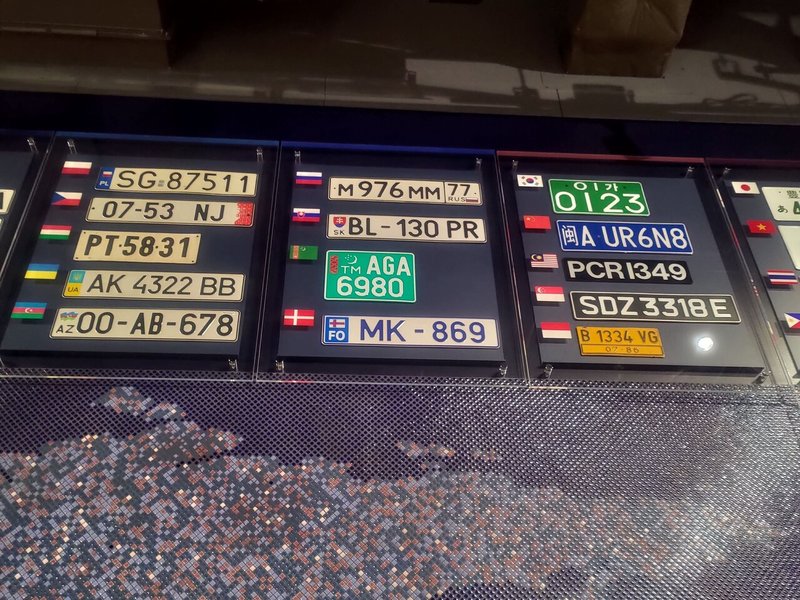 PL SG 87511
07-53 NJ
PT-58-31
UA AK 4322 BB
AZ 00-AB-678
M 976 MM 77
RUS
SK BL-130 PR
TM AGA
6980
FO MK-869
0123
闽A UR6N8
PCR1349
SDZ 3318 E
B 1334 VG
07-86